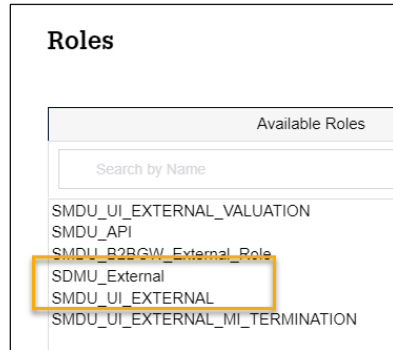 Roles
Available Roles
Search by Name
SMDU_UI_EXTERNAL_VALUATION
SMDU_API
SMDU_B2BGW_External_Role
SDMU_External
SMDU_UI_EXTERNAL
SMDU_UI_EXTERNAL_MI_TERMINATION